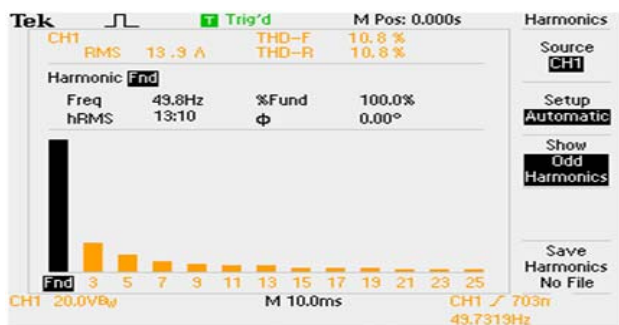 Tek Trig'd M Pos: 0.000s Harmonics
CH1 THD-F 10.8 %
RMS 13.9 A THD-R 10.8 %
Source
CH1
Harmonic Fnd
Freq 49.8Hz %Fund 100.0%
hRMS 13:10 Φ 0.00°
Setup
Automatic
Show
Odd
Harmonics
Save
Harmonics
No File
Fnd 3 5 7 9 11 13 15 17 19 21 23 25
CH1 20.0VBW M 10.0ms CH1 703m
49.7319Hz